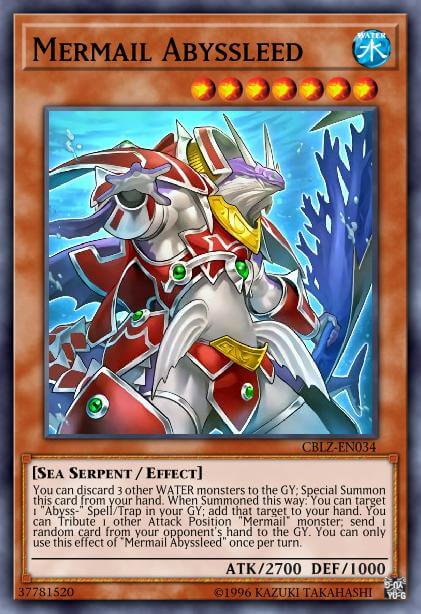 Mermail Abyssleed
WATER
水
CBLZ-EN034
[Sea Serpent / Effect]
You can discard 3 other WATER monsters to the GY; Special Summon
this card from your hand. When Summoned this way: You can target
1 "Abyss-" Spell/Trap in your GY; add that target to your hand. You
can Tribute 1 other Attack Position "Mermail" monster; send 1
random card from your opponent's hand to the GY. You can only
use this effect of "Mermail Abyssleed" once per turn.
ATK/2700 DEF/1000
37781520
©1996 KAZUKI TAKAHASHI